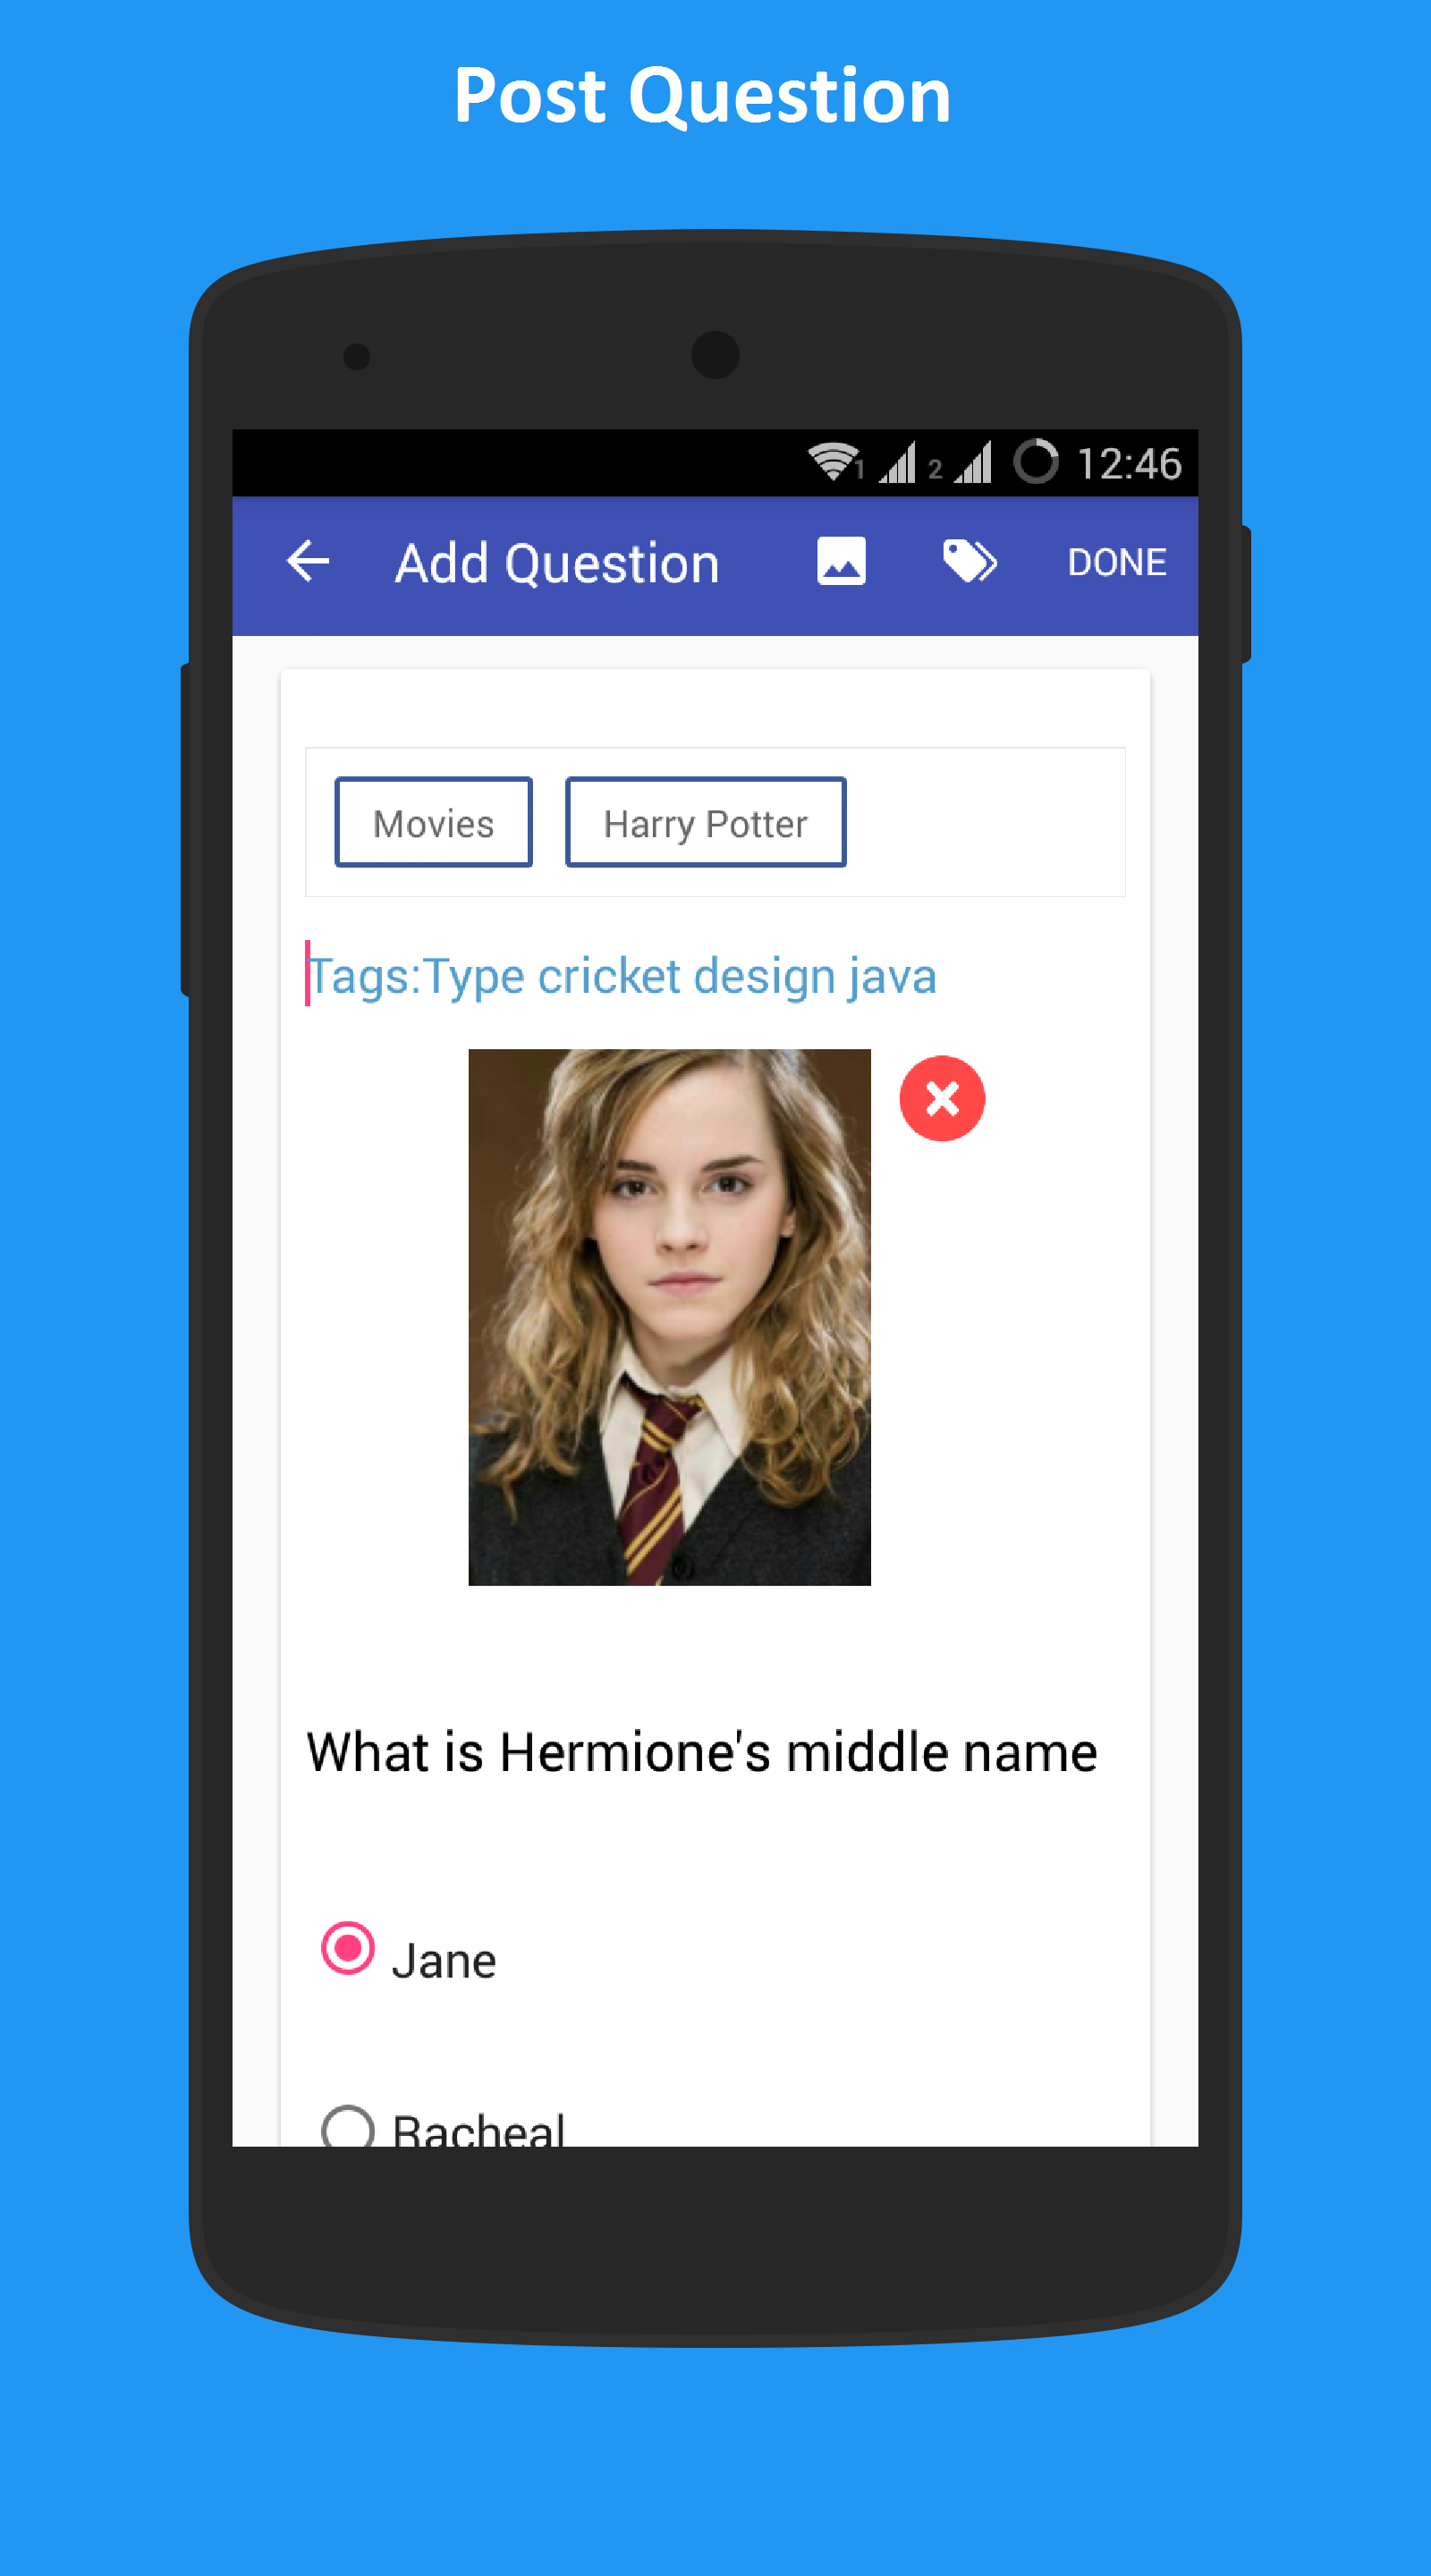 Post Question
1 2 12:46
Add Question DONE
Movies Harry Potter
Tags:Type cricket design java
What is Hermione's middle name
Jane
Racheal